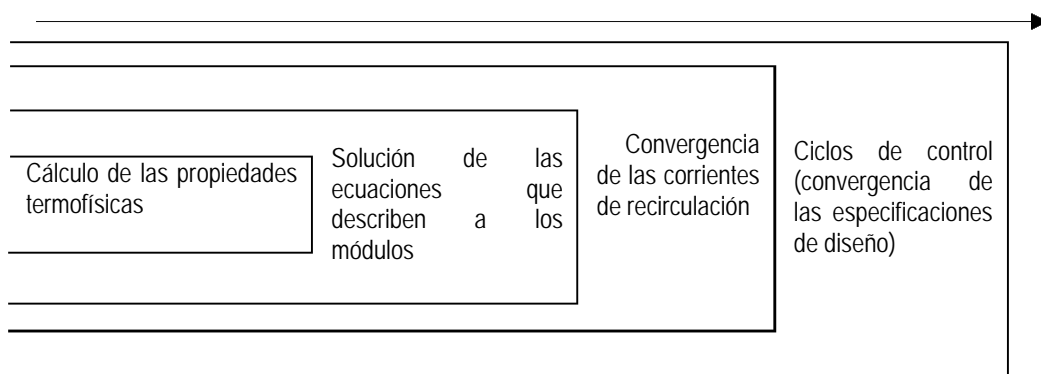 Cálculo de las propiedades
termofísicas
Solución de las
ecuaciones que
describen a los
módulos
Convergencia
de las corrientes
de recirculación
Ciclos de control
(convergencia de
las especificaciones
de diseño)